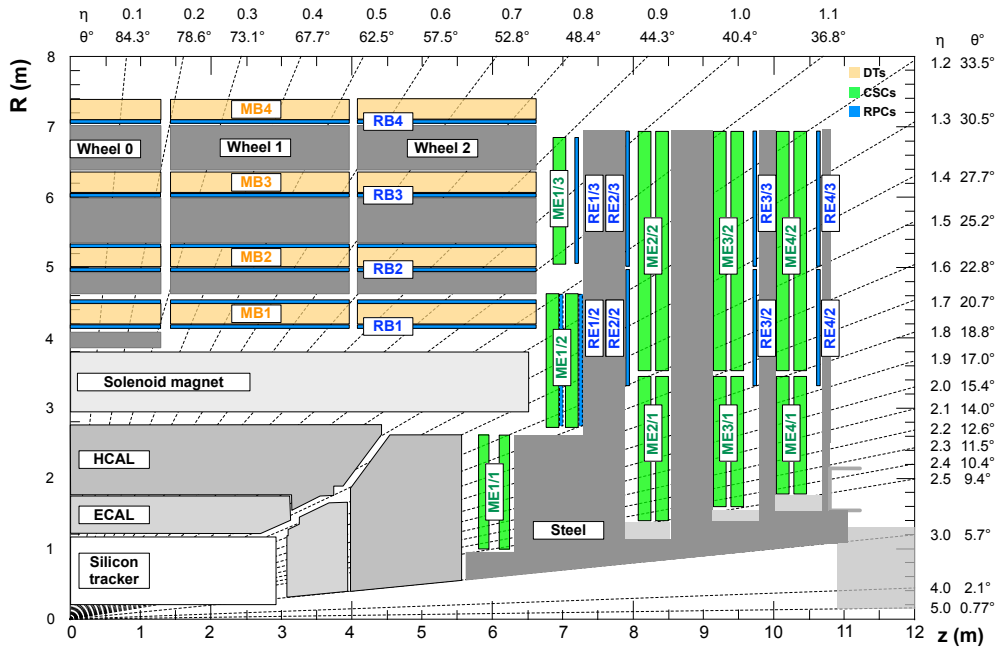 η 0.1 0.2 0.3 0.4 0.5 0.6 0.7 0.8 0.9 1.0 1.1
θ° 84.3° 78.6° 73.1° 67.7° 62.5° 57.5° 52.8° 48.4° 44.3° 40.4° 36.8° η θ°
R (m)
8 7 6 5 4 3 2 1 0
1.2 33.5°
1.3 30.5°
1.4 27.7°
1.5 25.2°
1.6 22.8°
1.7 20.7°
1.8 18.8°
1.9 17.0°
2.0 15.4°
2.1 14.0°
2.2 12.6°
2.3 11.5°
2.4 10.4°
2.5 9.4°
3.0 5.7°
4.0 2.1°
5.0 0.77°
DTs
CSCs
RPCs
MB4
RB4
Wheel 0 Wheel 1 Wheel 2
MB3
RB3
MB2
RB2
MB1
RB1
ME1/3
RE1/3
RE2/3
ME2/2
ME3/2
RE3/3
ME4/2
RE4/3
ME1/2
RE1/2
RE2/2
RE3/2
RE4/2
Solenoid magnet
HCAL
ECAL
Silicon
tracker
ME1/1
ME2/1
ME3/1
ME4/1
Steel
0 1 2 3 4 5 6 7 8 9 10 11 12
z (m)